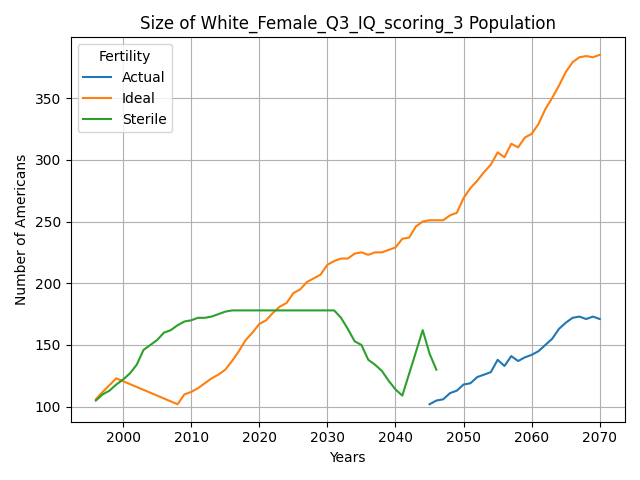 Size of White_Female_Q3_IQ_scoring_3 Population
Fertility
Actual
Ideal
Sterile
Number of Americans
350
300
250
200
150
100
2000 2010 2020 2030 2040 2050 2060 2070
Years